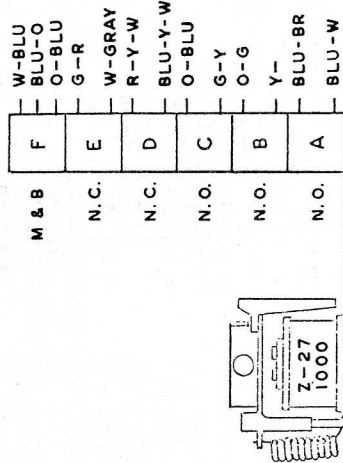 W-BLU
BLU-O
O-BLU
G-R
W-GRAY
R-Y-W
BLU-Y-W
O-BLU
G-Y
O-G
Y-
BLU-BR
BLU-W
F
E
D
C
B
A
M & B
N.C.
N.C.
N.O.
N.O.
N.O.
Z-27
1000